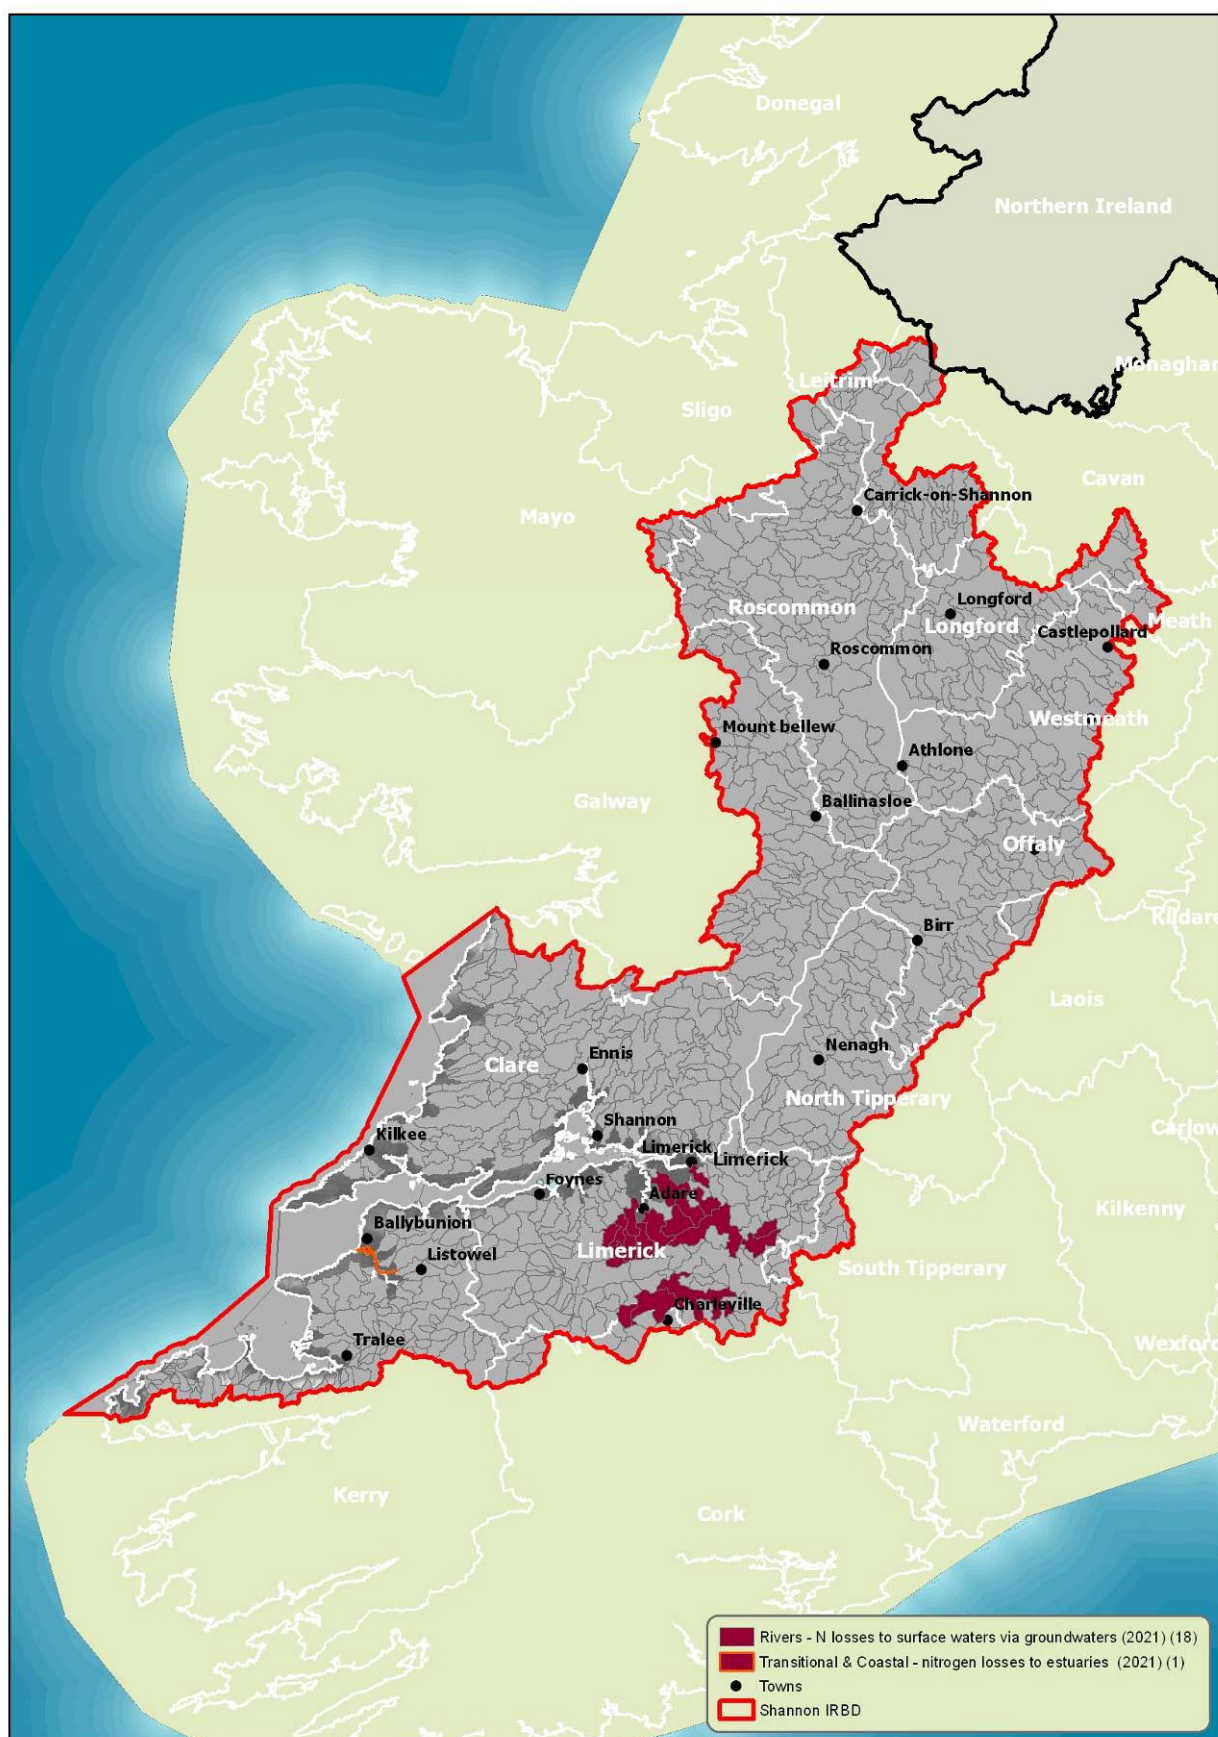 Donegal
Northern Ireland
Monaghan
Leitrim
Sligo
Cavan
Carrick-on-Shannon
Mayo
Longford
Roscommon
Longford
Meath
Castlepollard
Roscommon
Westmeath
Mount bellew
Athlone
Galway
Ballinasloe
Offaly
Kildare
Birr
Laois
Nenagh
Ennis
Clare
North Tipperary
Shannon
Carlow
Kilkee
Limerick
Limerick
Foynes
Adare
Kilkenny
Ballybunion
Listowel
Limerick
South Tipperary
Charleville
Wexford
Tralee
Waterford
Kerry
Cork
Rivers - N losses to surface waters via groundwaters (2021) (18)
Transitional & Coastal - nitrogen losses to estuaries (2021) (1)
Towns
Shannon IRBD